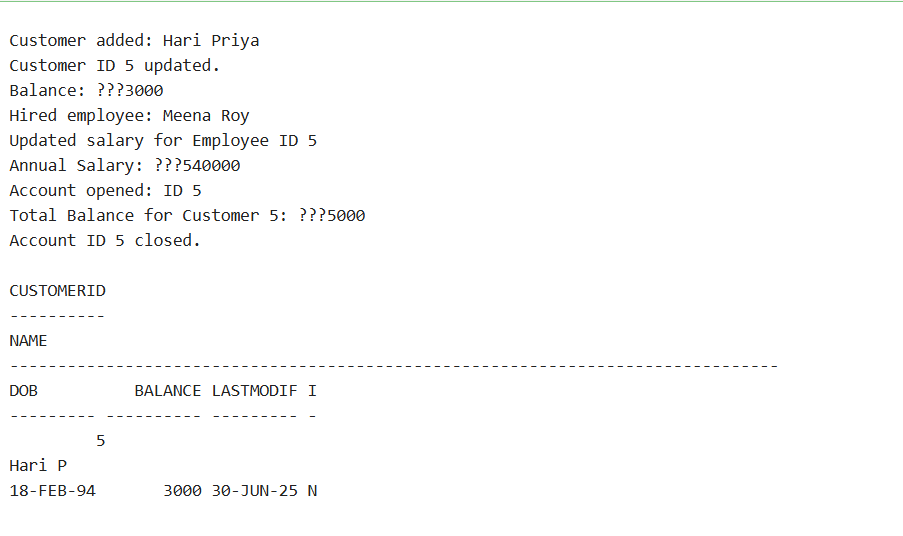 Customer added: Hari Priya
Customer ID 5 updated.
Balance: ???3000
Hired employee: Meena Roy
Updated salary for Employee ID 5
Annual Salary: ???540000
Account opened: ID 5
Total Balance for Customer 5: ???5000
Account ID 5 closed.

CUSTOMERID
----------
NAME
--------------------------------------------------------------------------------
DOB          BALANCE LASTMODIF I
--------- ---------- --------- -
         5
Hari P
18-FEB-94       3000 30-JUN-25 N